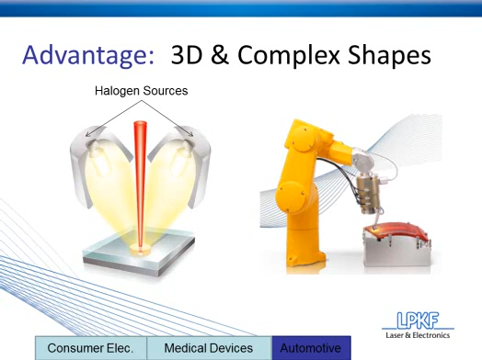 Advantage: 3D & Complex Shapes
Halogen Sources
LPKF
Laser & Electronics
Consumer Elec. Medical Devices Automotive